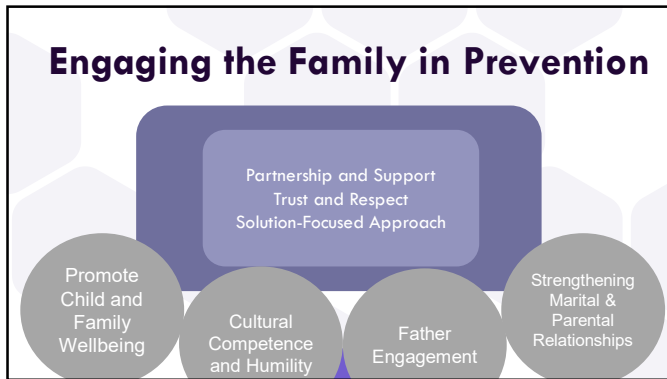 Engaging the Family in Prevention
Partnership and Support
Trust and Respect
Solution-Focused Approach
Promote
Child and
Family
Wellbeing
Cultural
Competence
and Humility
Father
Engagement
Strengthening
Marital &
Parental
Relationships